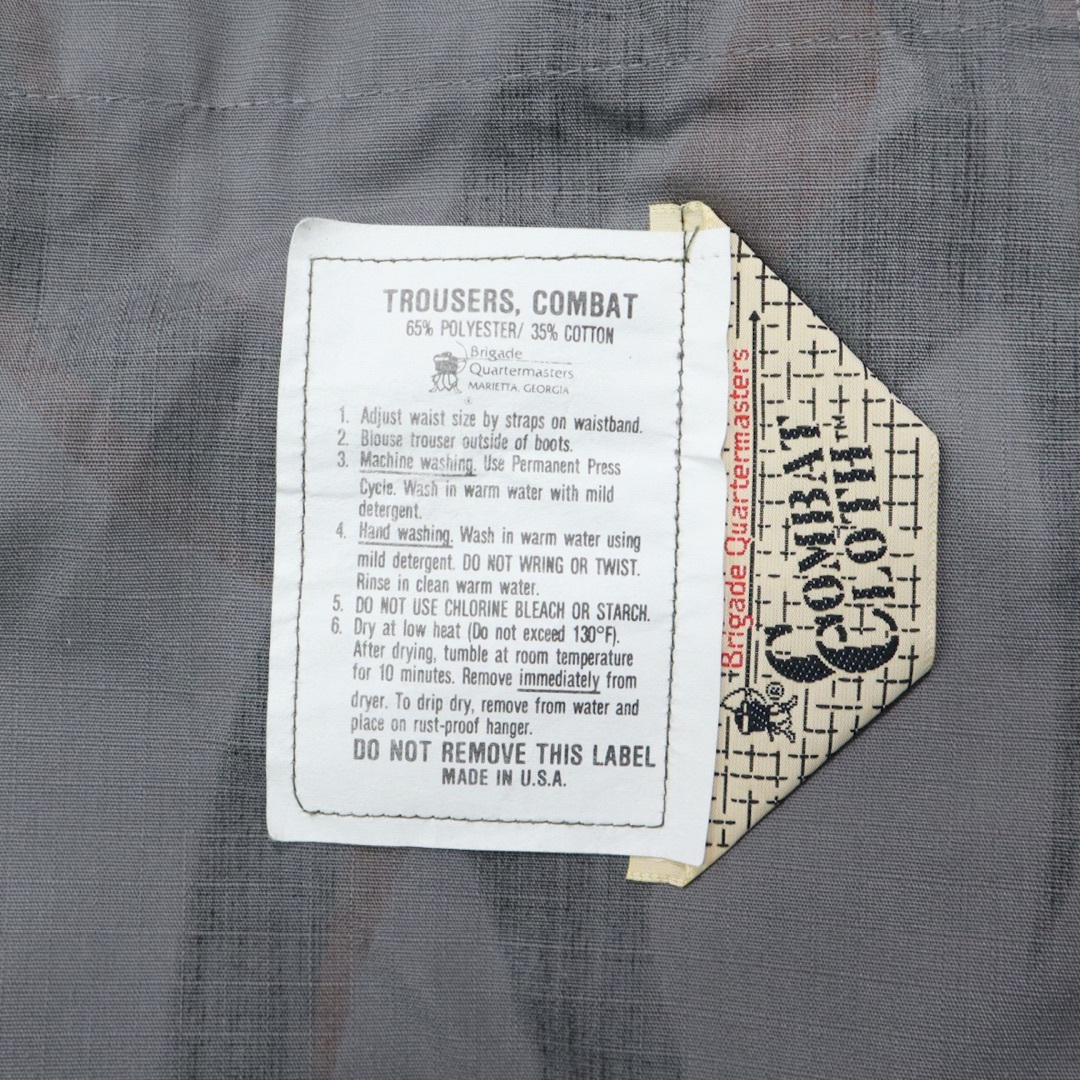 TROUSERS, COMBAT
65% POLYESTER/ 35% COTTON
Brigade
Quartermasters
MARIETTA, GEORGIA
®
1. Adjust waist size by straps on waistband.
2. Blouse trouser outside of boots.
3. Machine washing. Use Permanent Press
Cycle. Wash in warm water with mild
detergent.
4. Hand washing. Wash in warm water using
mild detergent. DO NOT WRING OR TWIST.
Rinse in clean warm water.
5. DO NOT USE CHLORINE BLEACH OR STARCH.
6. Dry at low heat (Do not exceed 130°F).
After drying, tumble at room temperature
for 10 minutes. Remove immediately from
dryer. To drip dry, remove from water and
place on rust-proof hanger.
DO NOT REMOVE THIS LABEL
MADE IN U.S.A.
Brigade Quartermasters
®
COMBAT
CLOTH™